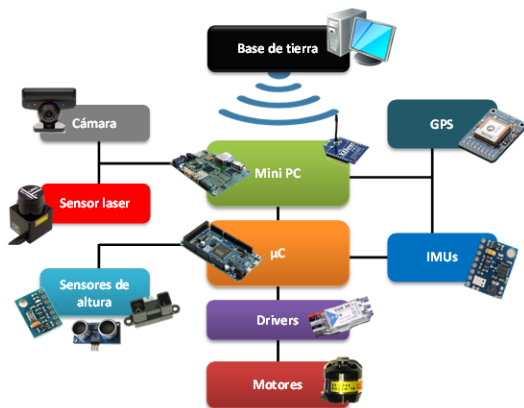 Base de tierra
Cámara
GPS
Mini PC
Sensor laser
µC
IMUs
Sensores de
altura
Drivers
Motores